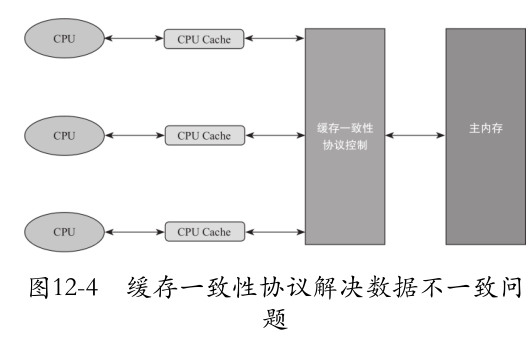 CPU
CPU Cache
CPU
CPU Cache
缓存一致性
协议控制
主内存
CPU
CPU Cache
图12-4 缓存一致性协议解决数据不一致问
题